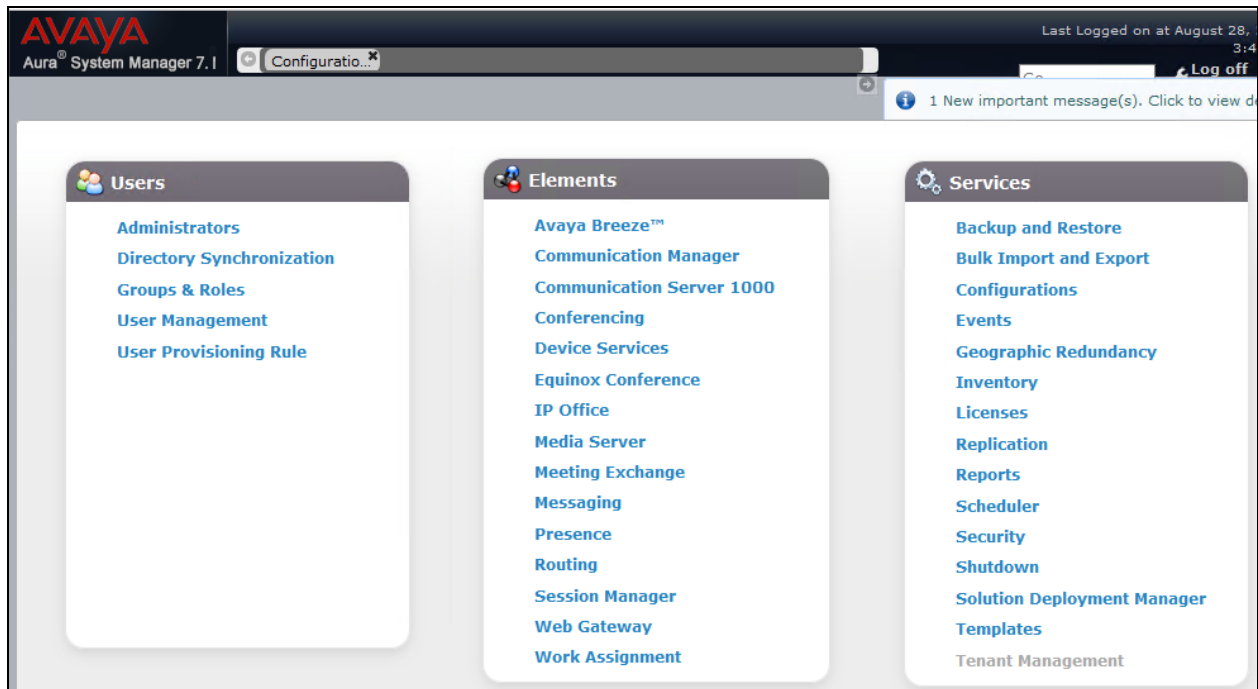 AVAYA
Aura® System Manager 7.1
Configuratio...
Last Logged on at August 28,
3:4
Log off
1 New important message(s). Click to view de
Users
Administrators
Directory Synchronization
Groups & Roles
User Management
User Provisioning Rule
Elements
Avaya Breeze™
Communication Manager
Communication Server 1000
Conferencing
Device Services
Equinox Conference
IP Office
Media Server
Meeting Exchange
Messaging
Presence
Routing
Session Manager
Web Gateway
Work Assignment
Services
Backup and Restore
Bulk Import and Export
Configurations
Events
Geographic Redundancy
Inventory
Licenses
Replication
Reports
Scheduler
Security
Shutdown
Solution Deployment Manager
Templates
Tenant Management